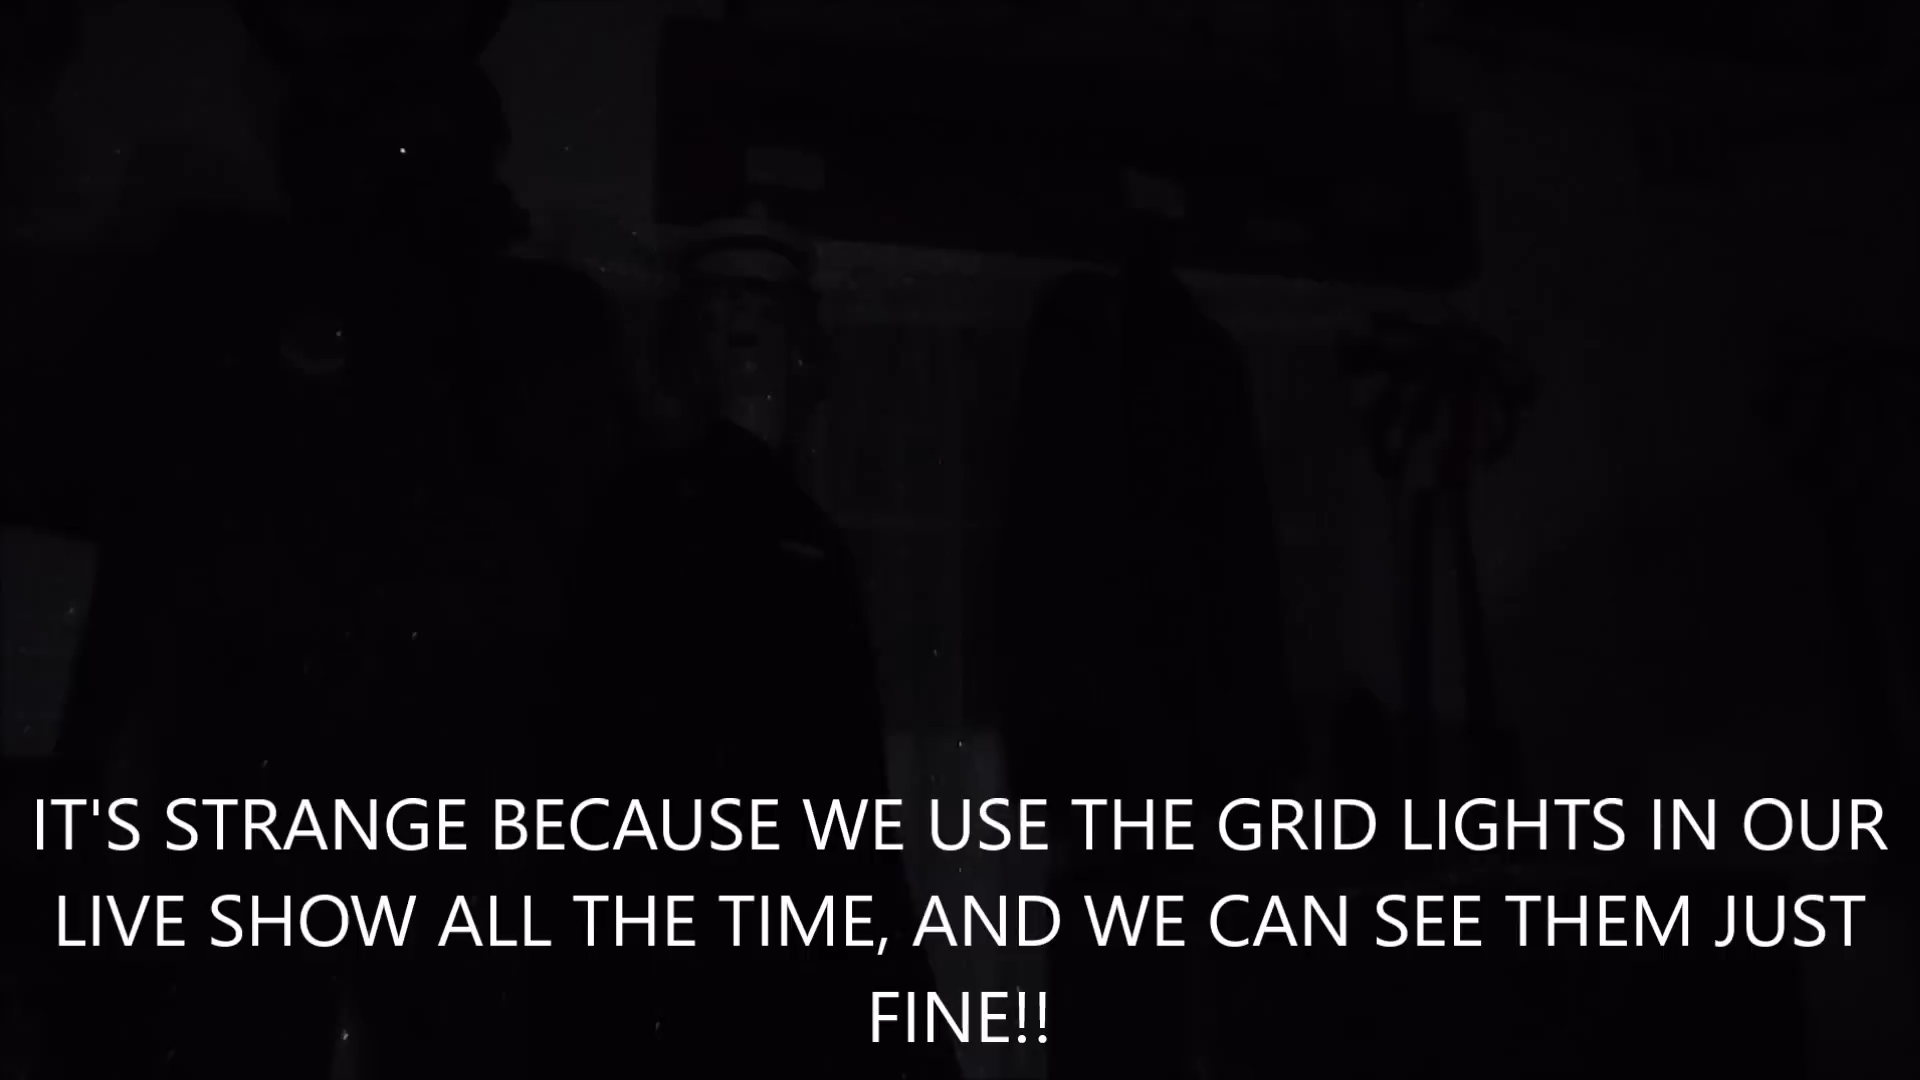 IT'S STRANGE BECAUSE WE USE THE GRID LIGHTS IN OUR
LIVE SHOW ALL THE TIME, AND WE CAN SEE THEM JUST
FINE!!